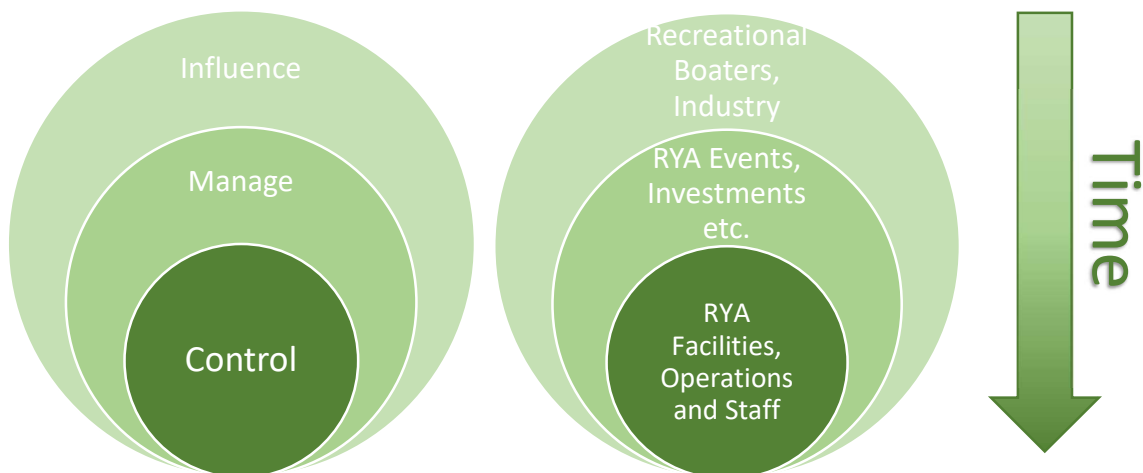 Influence
Manage
Control
Recreational
Boaters,
Industry
RYA Events,
Investments
etc.
RYA
Facilities,
Operations
and Staff
Time